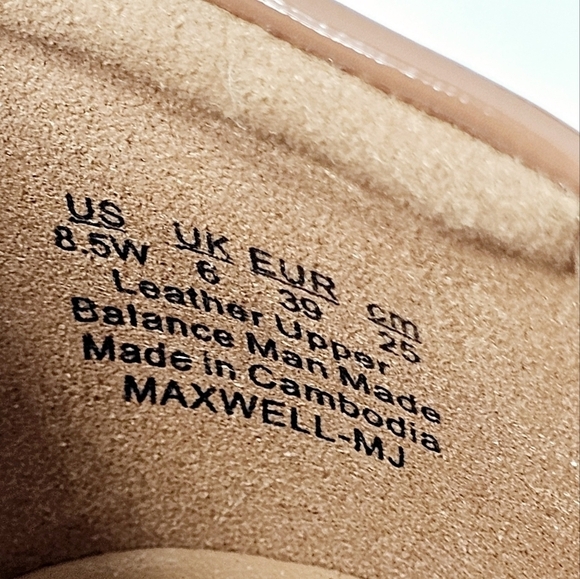 US UK EUR cm
8.5W 6 39 25
Leather Upper
Balance Man Made
Made in Cambodia
MAXWELL-MJ